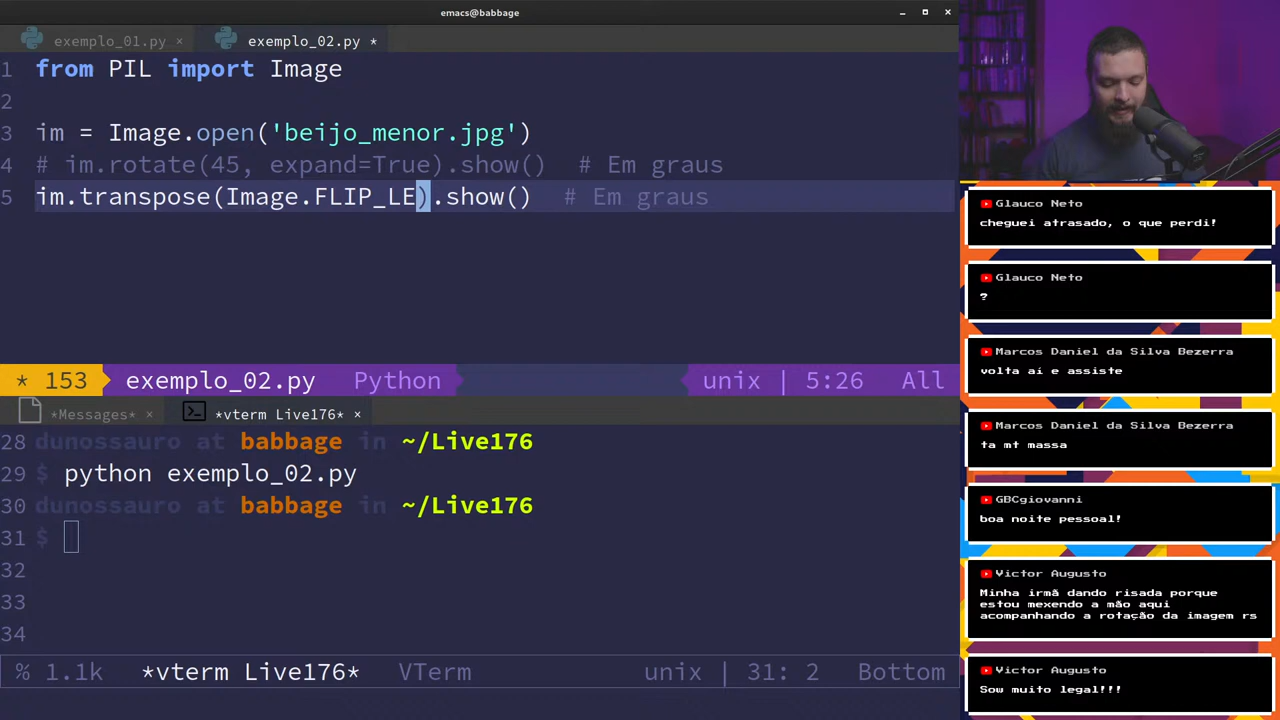 emacs@babbage
exemplo_01.py ×
exemplo_02.py * ×
1 from PIL import Image
2
3 im = Image.open('beijo_menor.jpg')
4 # im.rotate(45, expand=True).show()  # Em graus
5 im.transpose(Image.FLIP_LE).show()  # Em graus
* 153 exemplo_02.py Python unix | 5:26 All
*Messages* × *vterm Live176* ×
28 dunossauro at babbage in ~/Live176
29 $ python exemplo_02.py
30 dunossauro at babbage in ~/Live176
31 $
32
33
34
% 1.1k *vterm Live176* VTerm unix | 31: 2 Bottom
Glauco Neto
cheguei atrasado, o que perdi!
Glauco Neto
?
Marcos Daniel da Silva Bezerra
volta aí e assiste
Marcos Daniel da Silva Bezerra
ta mt massa
GBCgiovanni
boa noite pessoal!
Victor Augusto
Minha irmã dando risada porque
estou mexendo a mão aqui
acompanhando a rotação da imagem rs
Victor Augusto
Sow muito legal!!!